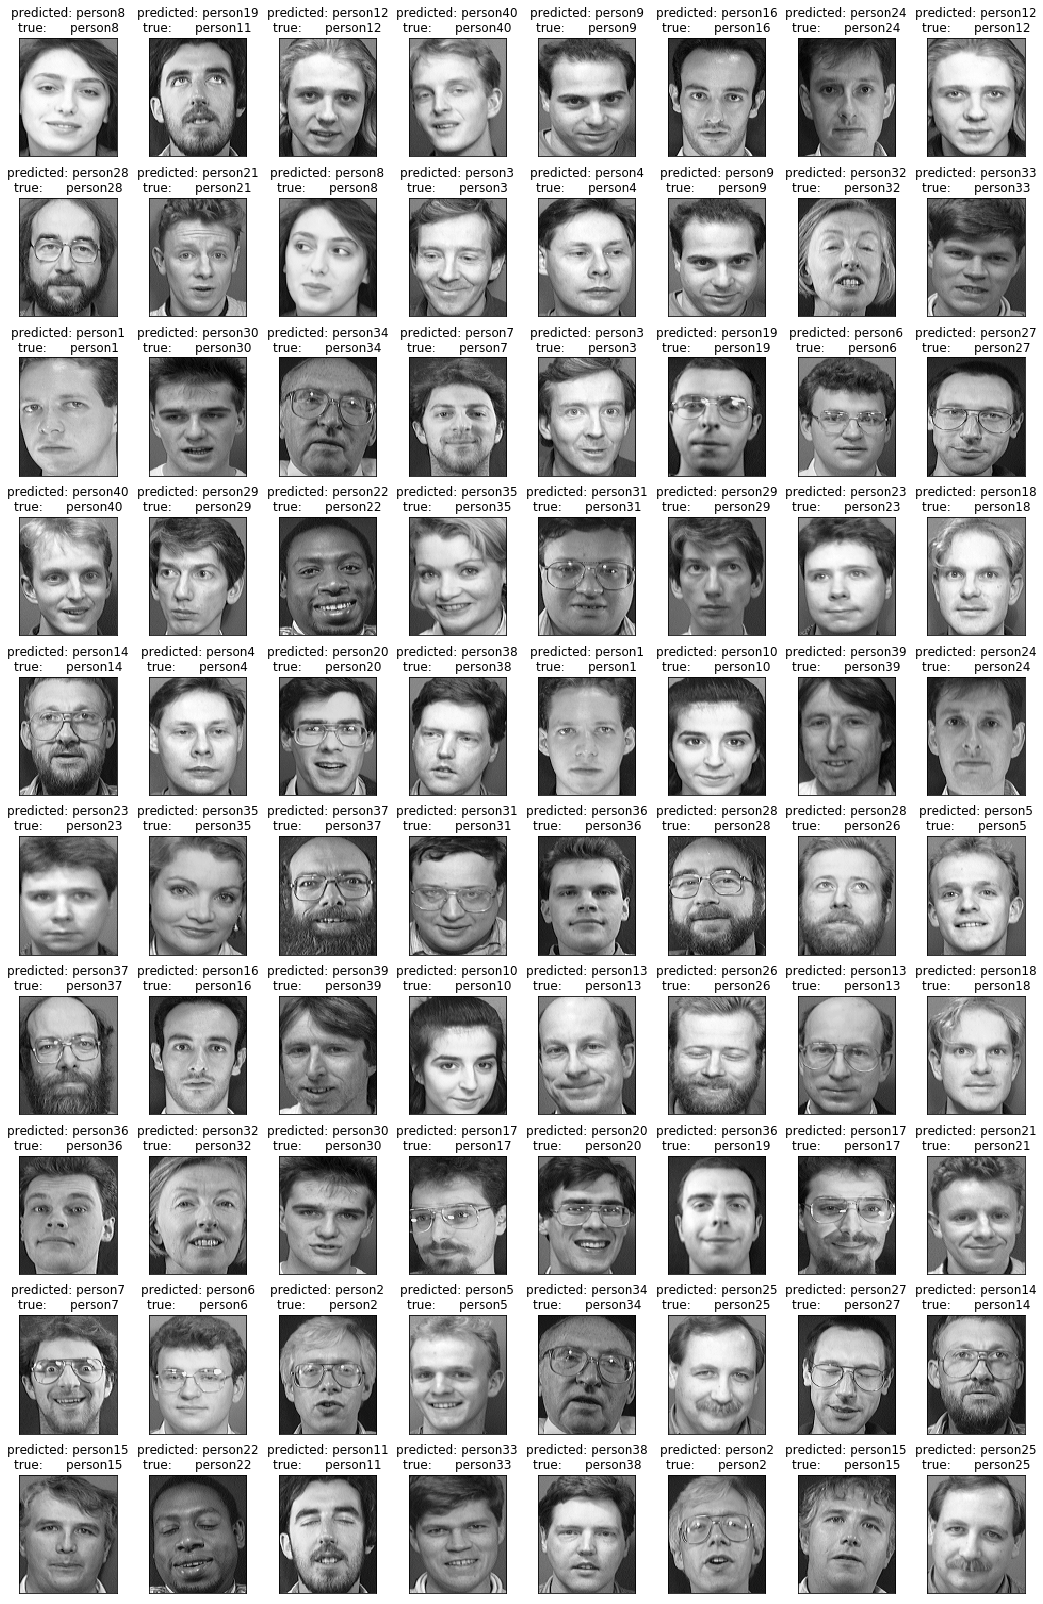 predicted: person8 predicted: person19 predicted: person12 predicted: person40 predicted: person9 predicted: person16 predicted: person24 predicted: person12
true: person8 true: person11 true: person12 true: person40 true: person9 true: person16 true: person24 true: person12
predicted: person28 predicted: person21 predicted: person8 predicted: person3 predicted: person4 predicted: person9 predicted: person32 predicted: person33
true: person28 true: person21 true: person8 true: person3 true: person4 true: person9 true: person32 true: person33
predicted: person1 predicted: person30 predicted: person34 predicted: person7 predicted: person3 predicted: person19 predicted: person6 predicted: person27
true: person1 true: person30 true: person34 true: person7 true: person3 true: person19 true: person6 true: person27
predicted: person40 predicted: person29 predicted: person22 predicted: person35 predicted: person31 predicted: person29 predicted: person23 predicted: person18
true: person40 true: person29 true: person22 true: person35 true: person31 true: person29 true: person23 true: person18
predicted: person14 predicted: person4 predicted: person20 predicted: person38 predicted: person1 predicted: person10 predicted: person39 predicted: person24
true: person14 true: person4 true: person20 true: person38 true: person1 true: person10 true: person39 true: person24
predicted: person23 predicted: person35 predicted: person37 predicted: person31 predicted: person36 predicted: person28 predicted: person28 predicted: person5
true: person23 true: person35 true: person37 true: person31 true: person36 true: person28 true: person26 true: person5
predicted: person37 predicted: person16 predicted: person39 predicted: person10 predicted: person13 predicted: person26 predicted: person13 predicted: person18
true: person37 true: person16 true: person39 true: person10 true: person13 true: person26 true: person13 true: person18
predicted: person36 predicted: person32 predicted: person30 predicted: person17 predicted: person20 predicted: person36 predicted: person17 predicted: person21
true: person36 true: person32 true: person30 true: person17 true: person20 true: person19 true: person17 true: person21
predicted: person7 predicted: person6 predicted: person2 predicted: person5 predicted: person34 predicted: person25 predicted: person27 predicted: person14
true: person7 true: person6 true: person2 true: person5 true: person34 true: person25 true: person27 true: person14
predicted: person15 predicted: person22 predicted: person11 predicted: person33 predicted: person38 predicted: person2 predicted: person15 predicted: person25
true: person15 true: person22 true: person11 true: person33 true: person38 true: person2 true: person15 true: person25